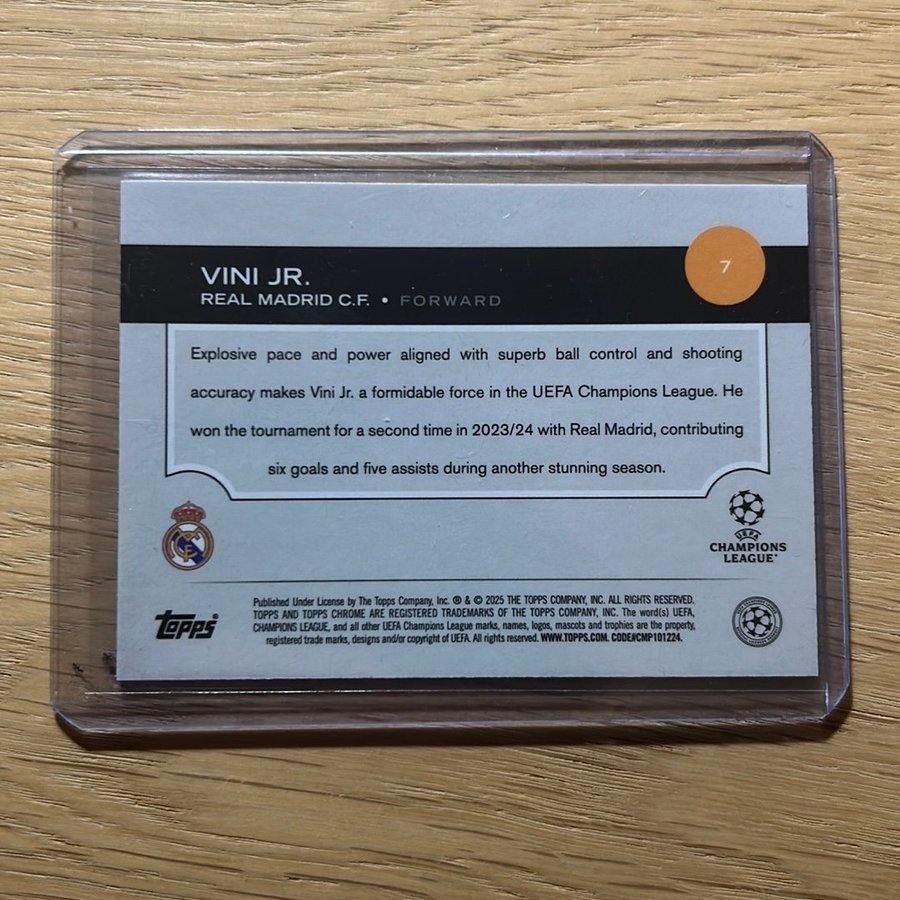 7
VINI JR.
REAL MADRID C.F. • FORWARD
Explosive pace and power aligned with superb ball control and shooting
accuracy makes Vini Jr. a formidable force in the UEFA Champions League. He
won the tournament for a second time in 2023/24 with Real Madrid, contributing
six goals and five assists during another stunning season.
UEFA
CHAMPIONS
LEAGUE®
topps®
Published Under License by The Topps Company, Inc. ® & © 2025 THE TOPPS COMPANY, INC. ALL RIGHTS RESERVED.
TOPPS AND TOPPS CHROME ARE REGISTERED TRADEMARKS OF THE TOPPS COMPANY, INC. The word(s) UEFA,
CHAMPIONS LEAGUE, and all other UEFA Champions League marks, names, logos, mascots and trophies are the property,
registered trade marks, designs and/or copyright of UEFA. All rights reserved. WWW.TOPPS.COM. CODE#CMP101224.